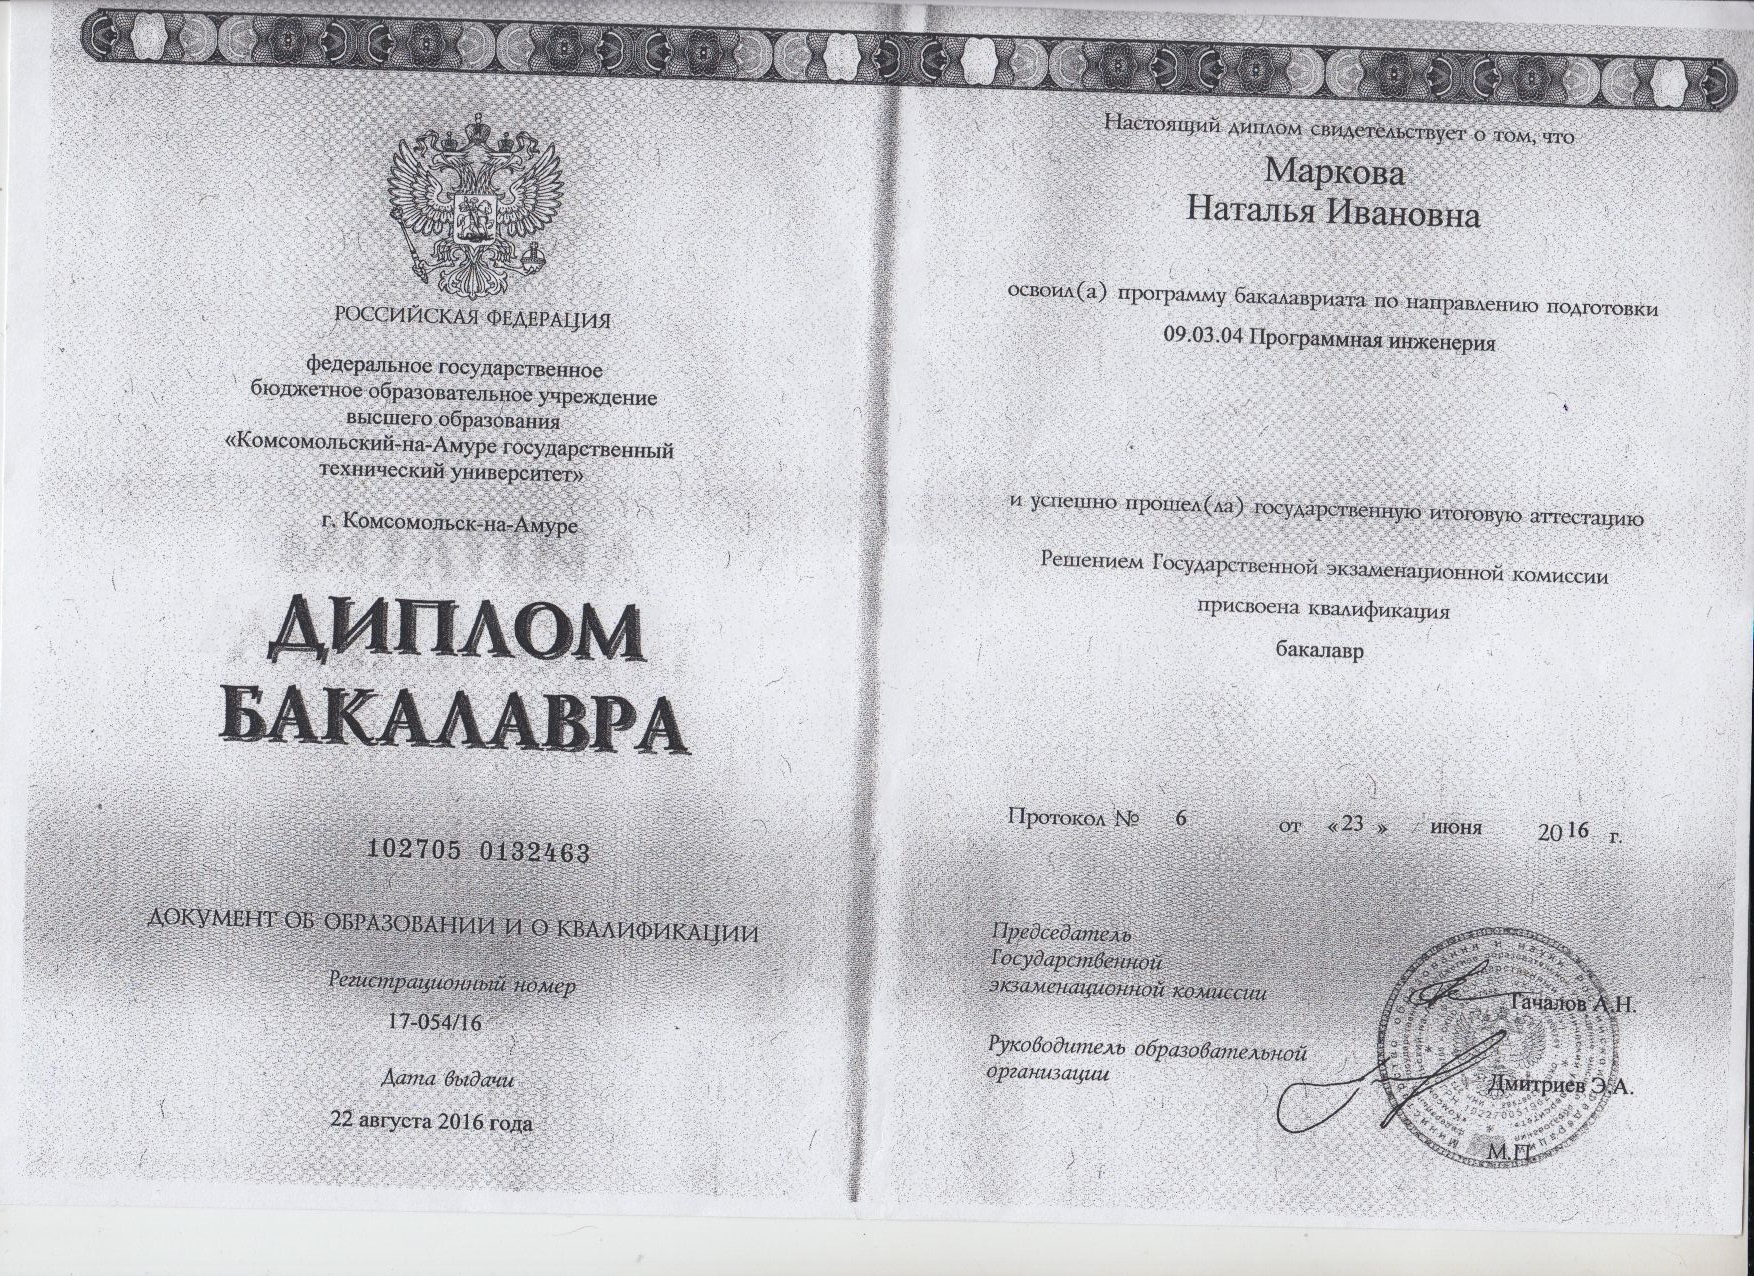 РОССИЙСКАЯ ФЕДЕРАЦИЯ
федеральное государственное
бюджетное образовательное учреждение
высшего образования
«Комсомольский-на-Амуре государственный
технический университет»
г. Комсомольск-на-Амуре
ДИПЛОМ
БАКАЛАВРА
102705 0132463
ДОКУМЕНТ ОБ ОБРАЗОВАНИИ И О КВАЛИФИКАЦИИ
Регистрационный номер
17-054/16
Дата выдачи
22 августа 2016 года
Настоящий диплом свидетельствует о том, что
Маркова
Наталья Ивановна
освоил(а) программу бакалавриата по направлению подготовки
09.03.04 Программная инженерия
и успешно прошел(ла) государственную итоговую аттестацию
Решением Государственной экзаменационной комиссии
присвоена квалификация
бакалавр
Протокол № 6 от «23» июня 2016 г.
Председатель
Государственной
экзаменационной комиссии
Гачалов А.Н.
Руководитель образовательной
организации
Дмитриев Э.А.
М.П.